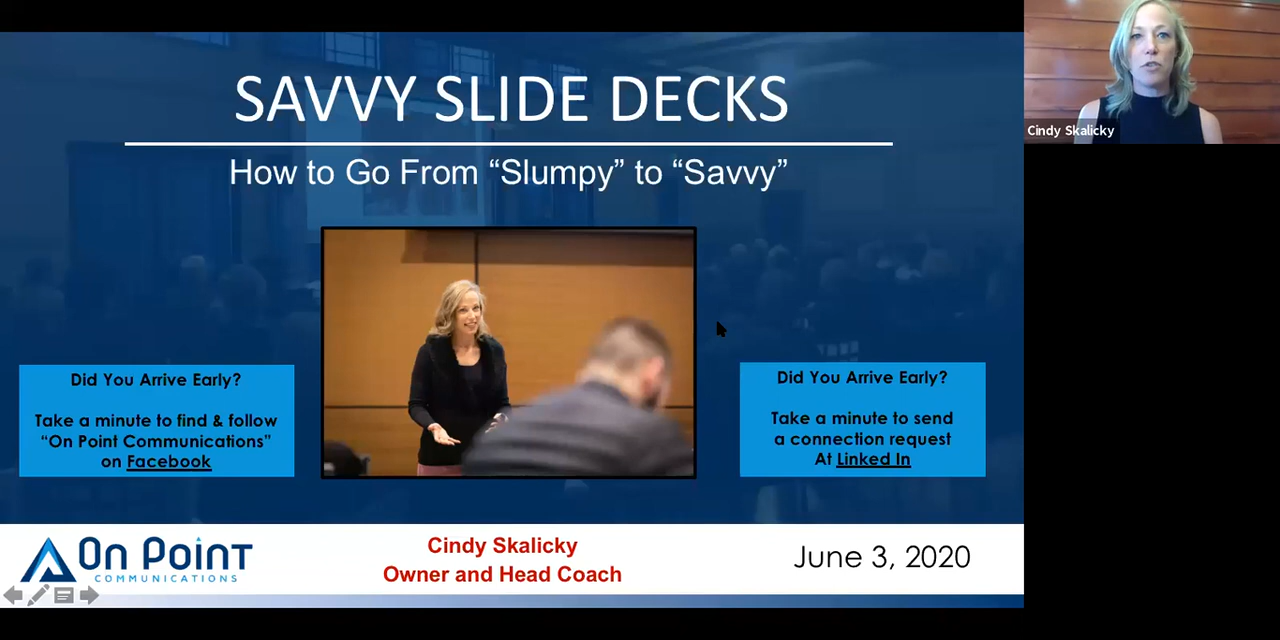 SAVVY SLIDE DECKS
How to Go From “Slumpy” to “Savvy”
Cindy Skalicky
Did You Arrive Early?
Take a minute to find & follow
“On Point Communications”
on Facebook
Did You Arrive Early?
Take a minute to send
a connection request
At Linked In
On Point
COMMUNICATIONS
Cindy Skalicky
Owner and Head Coach
June 3, 2020